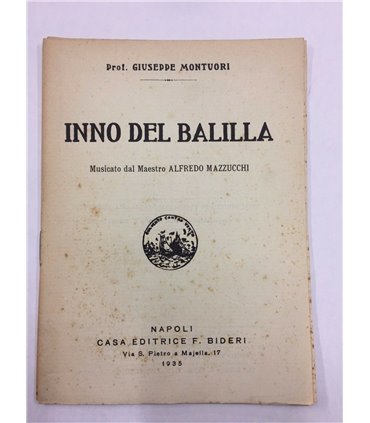 Prof. GIUSEPPE MONTUORI
INNO DEL BALILLA
Musicato dal Maestro ALFREDO MAZZUCCHI
NAPOLI
CASA EDITRICE F. BIDERI
Via S. Pietro a Majella, 17
1935